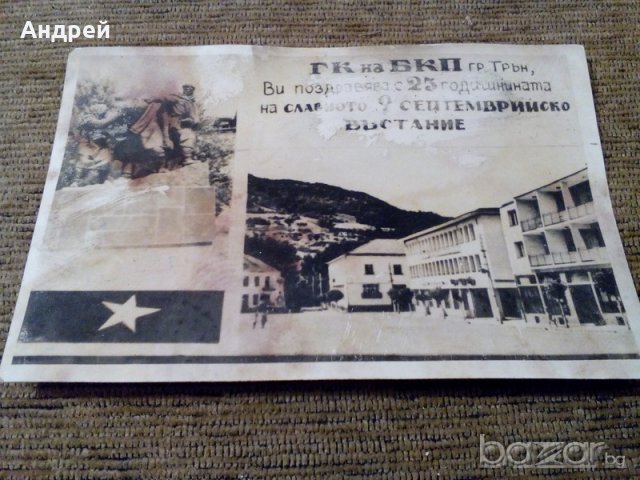 Андрей
ГК на БКП гр. Трън,
Ви поздравява с 25 годишнината
на славното 9 септемврийско
въстание
bazar.bg